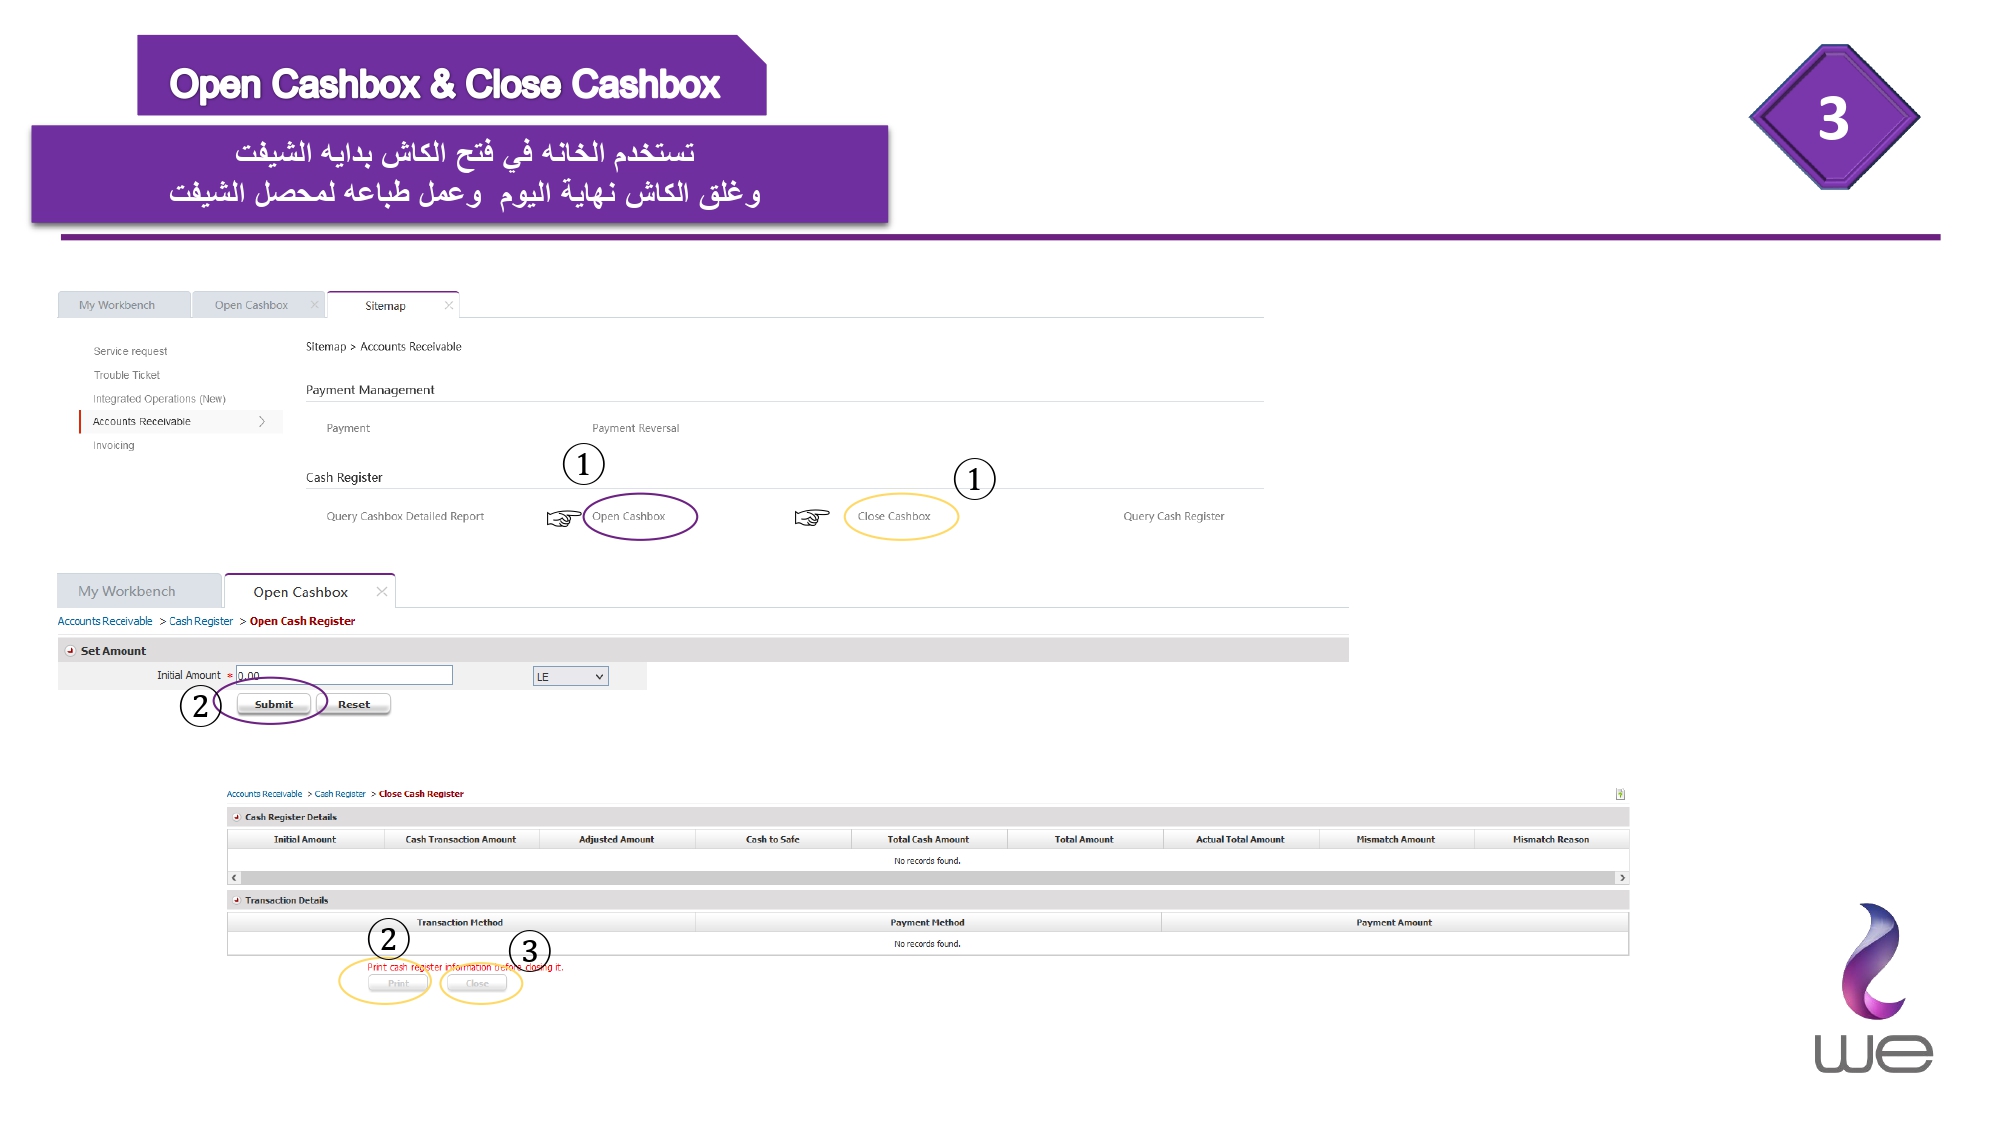 Open Cashbox & Close Cashbox
3
تستخدم الخانه في فتح الكاش بدايه الشيفت
وغلق الكاش نهاية اليوم وعمل طباعه لمحصل الشيفت
My Workbench Open Cashbox Sitemap
Service request
Trouble Ticket
Integrated Operations (New)
Accounts Receivable
Invoicing
Sitemap > Accounts Receivable
Payment Management
Payment Payment Reversal
①
Cash Register
①
Query Cashbox Detailed Report Open Cashbox Close Cashbox Query Cash Register
My Workbench Open Cashbox
Accounts Receivable > Cash Register > Open Cash Register
Set Amount
Initial Amount * 0.00 LE
② Submit Reset
Accounts Receivable > Cash Register > Close Cash Register
Cash Register Details
Initial Amount Cash Transaction Amount Adjusted Amount Cash to Safe Total Cash Amount Total Amount Actual Total Amount Mismatch Amount Mismatch Reason
No records found.
Transaction Details
Transaction Method Payment Method Payment Amount
No records found.
② ③
Print cash register information before closing it.
Print Close
we